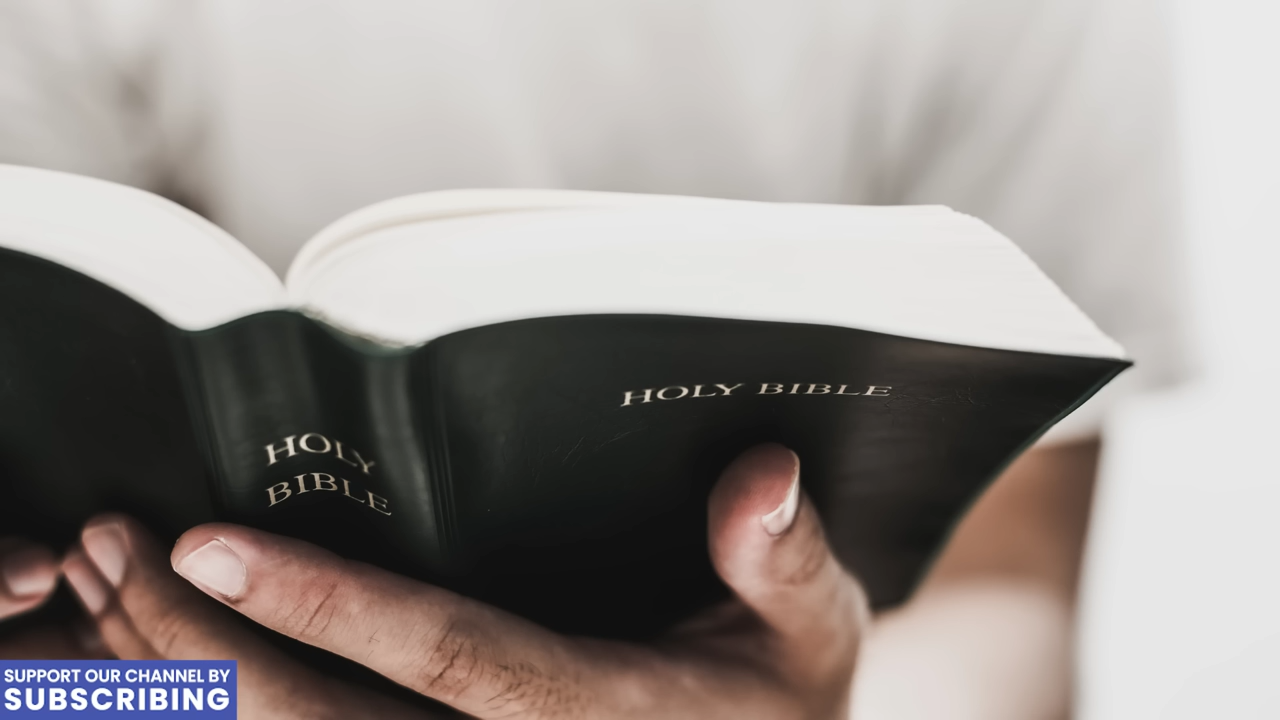 HOLY BIBLE
HOLY
BIBLE
SUPPORT OUR CHANNEL BY
SUBSCRIBING